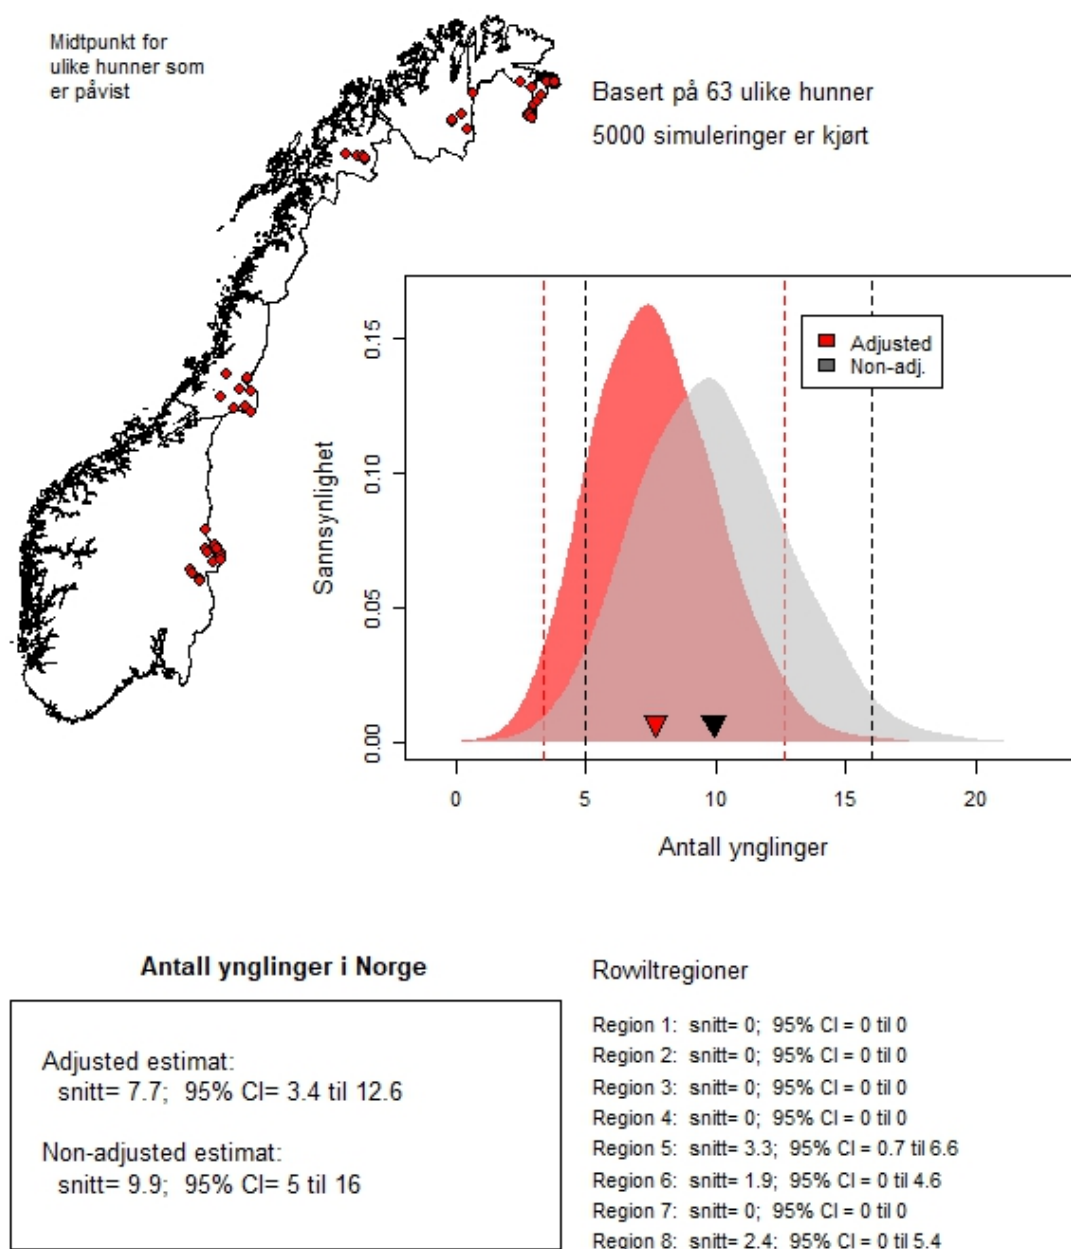 Midtpunkt for
ulike hunner som
er påvist
Basert på 63 ulike hunner
5000 simuleringer er kjørt
Adjusted
Non-adj.
Sannsynlighet
0.15
0.10
0.05
0.00
0 5 10 15 20
Antall ynglinger
Antall ynglinger i Norge
Adjusted estimat:
snitt= 7.7; 95% CI= 3.4 til 12.6
Non-adjusted estimat:
snitt= 9.9; 95% CI= 5 til 16
Rowiltregioner
Region 1: snitt= 0; 95% CI = 0 til 0
Region 2: snitt= 0; 95% CI = 0 til 0
Region 3: snitt= 0; 95% CI = 0 til 0
Region 4: snitt= 0; 95% CI = 0 til 0
Region 5: snitt= 3.3; 95% CI = 0.7 til 6.6
Region 6: snitt= 1.9; 95% CI = 0 til 4.6
Region 7: snitt= 0; 95% CI = 0 til 0
Region 8: snitt= 2.4; 95% CI = 0 til 5.4